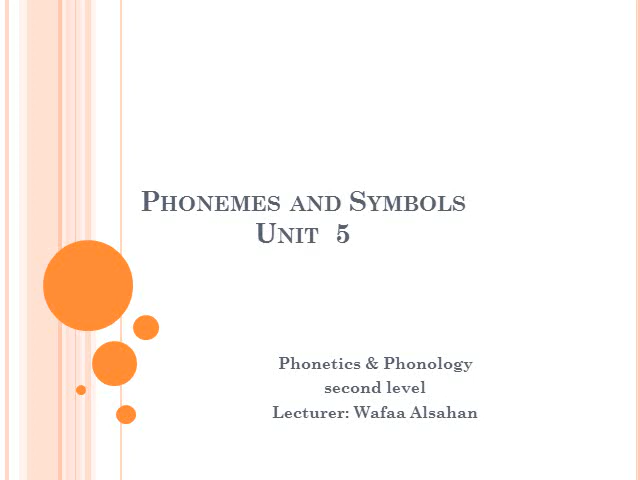 Phonemes and Symbols
Unit 5
Phonetics & Phonology
second level
Lecturer: Wafaa Alsahan